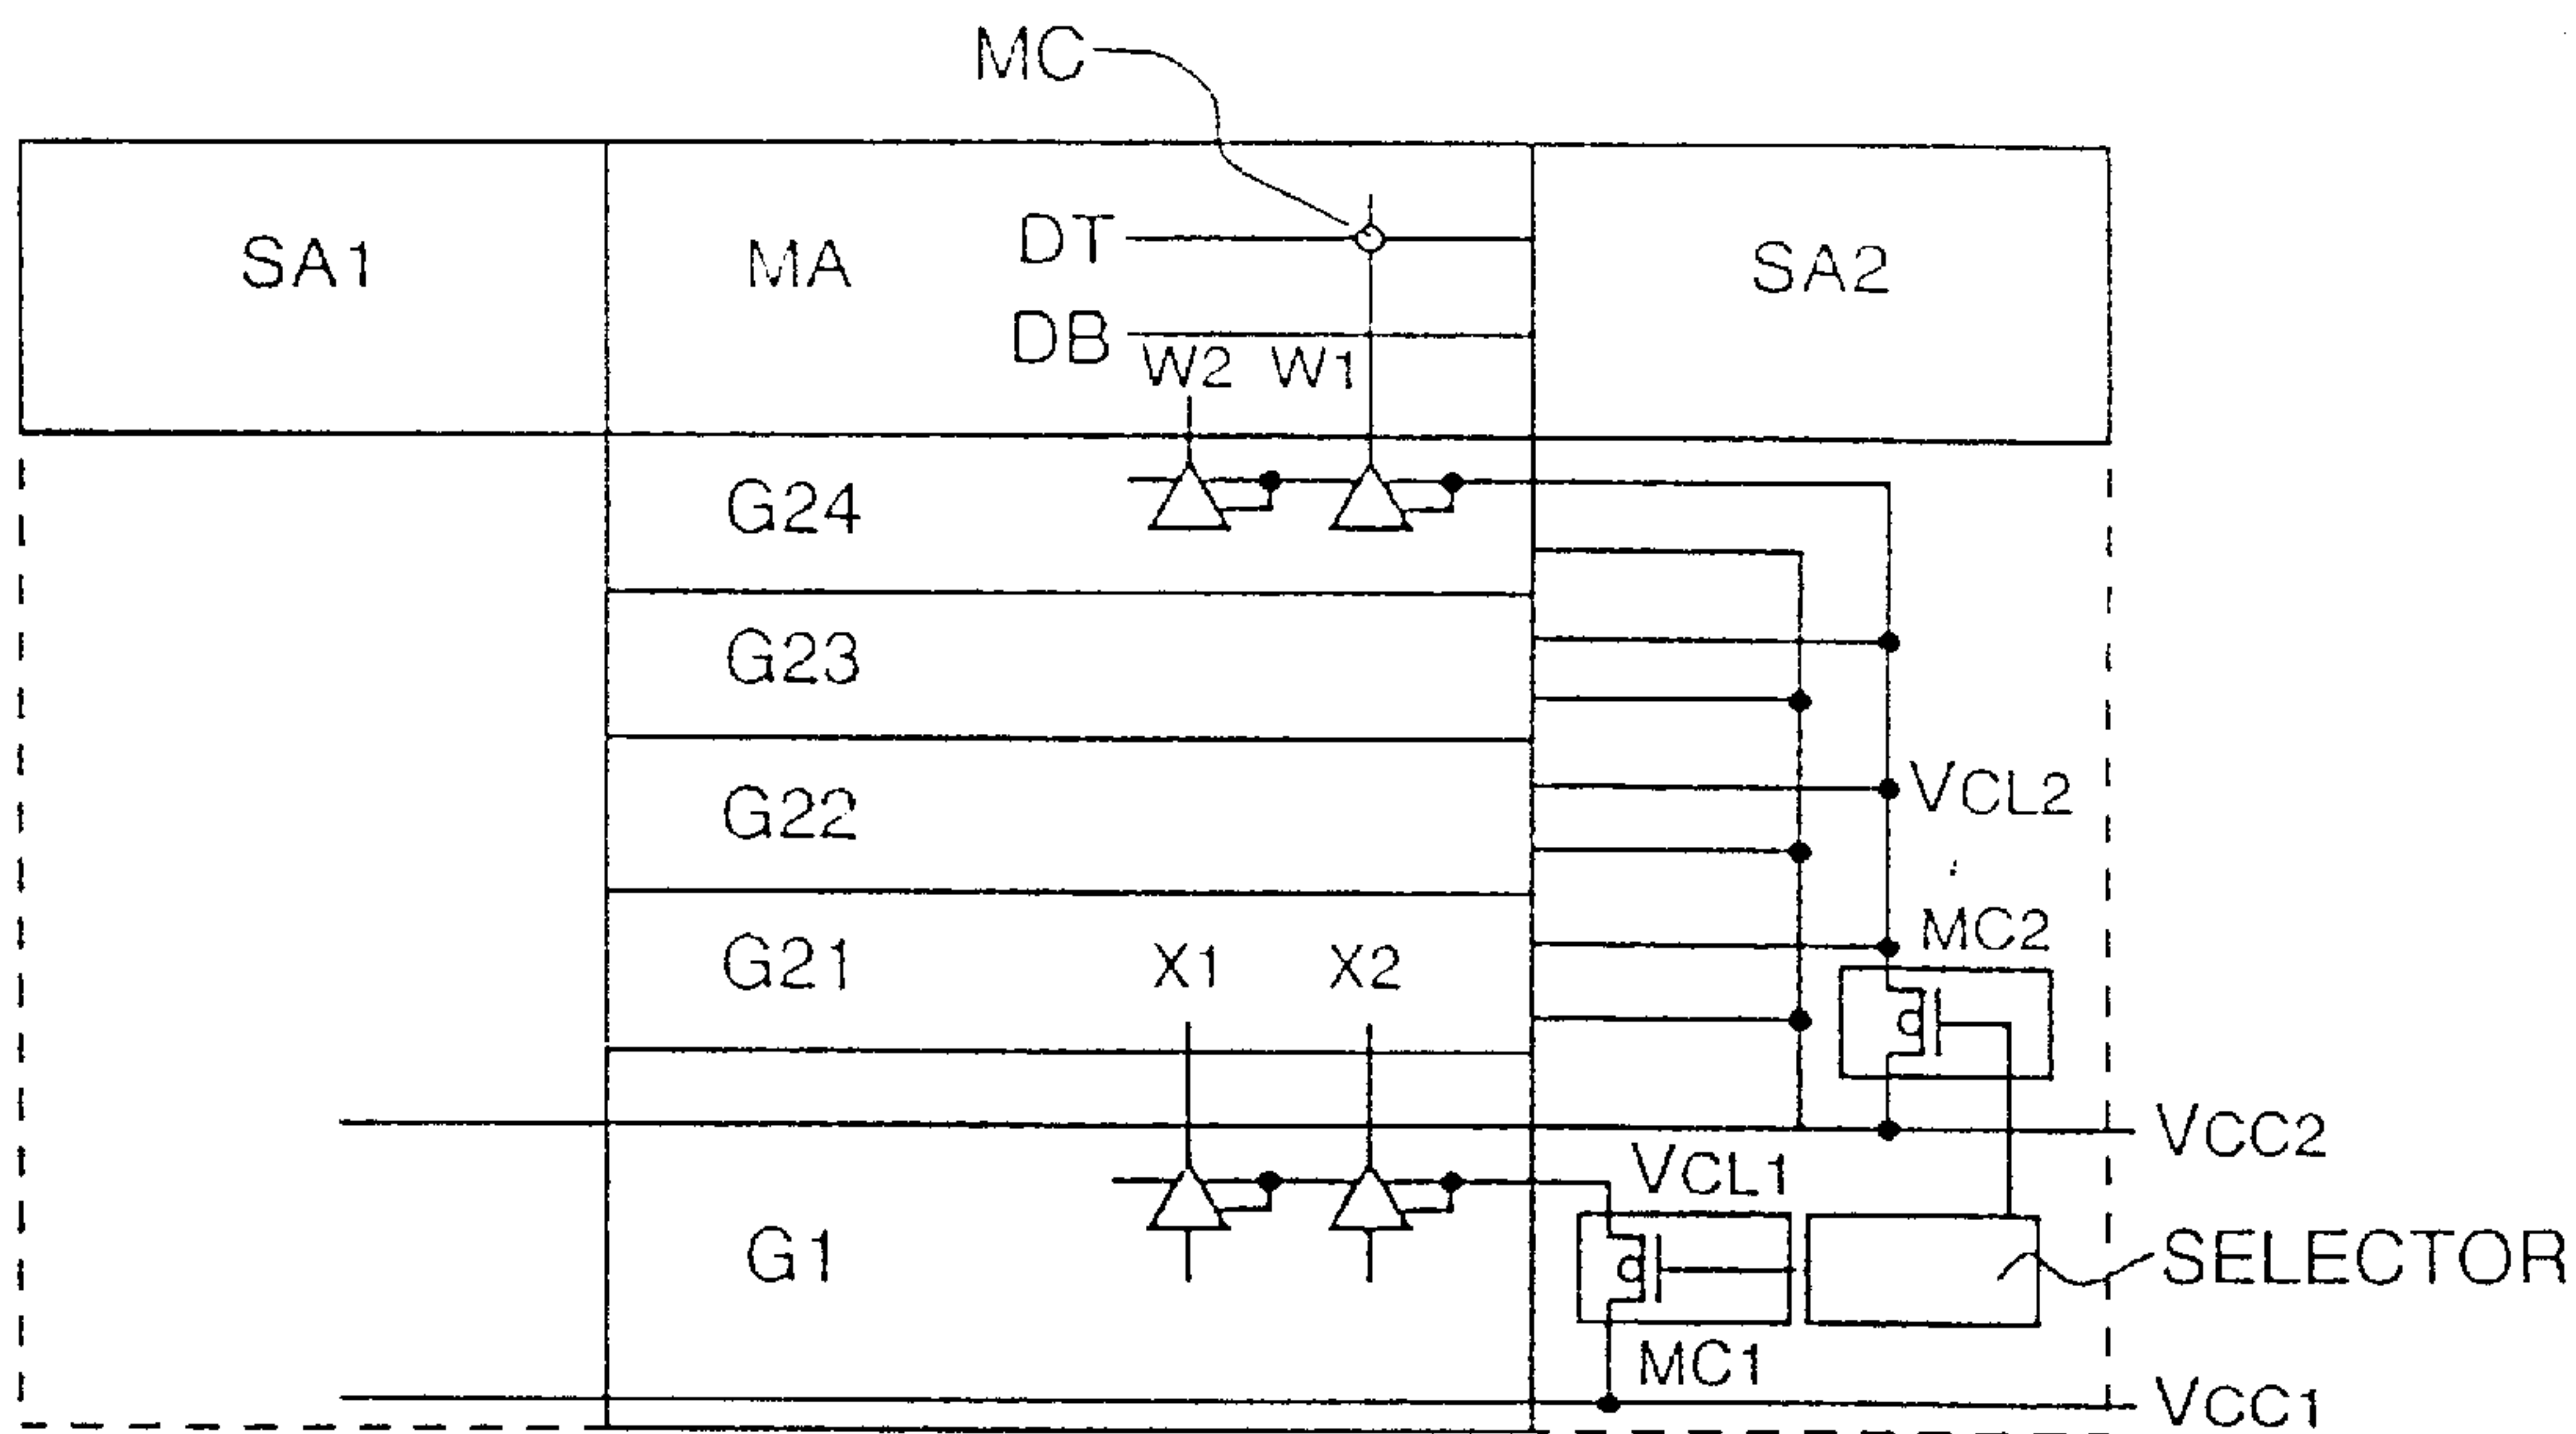 MC
SA1
MA
DT
SA2
DB
W2
W1
G24
G23
G22
VCL2
G21
X1
X2
MC2
VCC2
VCL1
G1
SELECTOR
MC1
VCC1